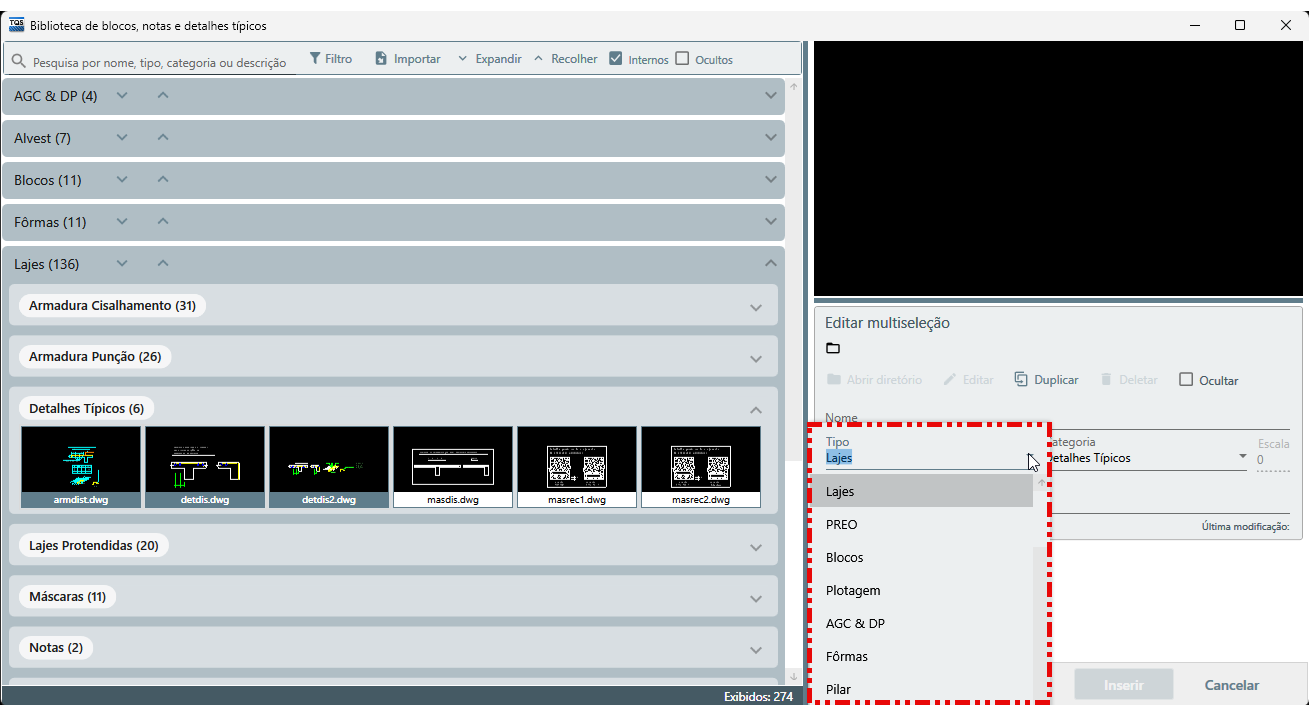 TQS Biblioteca de blocos, notas e detalhes típicos
Pesquisa por nome, tipo, categoria ou descrição Filtro Importar Expandir Recolher Internos Ocultos
AGC & DP (4)
Alvest (7)
Blocos (11)
Fôrmas (11)
Lajes (136)
Armadura Cisalhamento (31)
Armadura Punção (26)
Detalhes Típicos (6)
armdist.dwg detdis.dwg detdis2.dwg masdis.dwg masrec1.dwg masrec2.dwg
Lajes Protendidas (20)
Máscaras (11)
Notas (2)
Exibidos: 274
Editar multiseleção
Abrir diretório Editar Duplicar Deletar Ocultar
Nome
Tipo ategoria Escala
Lajes etalhes Típicos 0
Lajes
PREO
Última modificação:
Blocos
Plotagem
AGC & DP
Fôrmas
Pilar
Inserir Cancelar